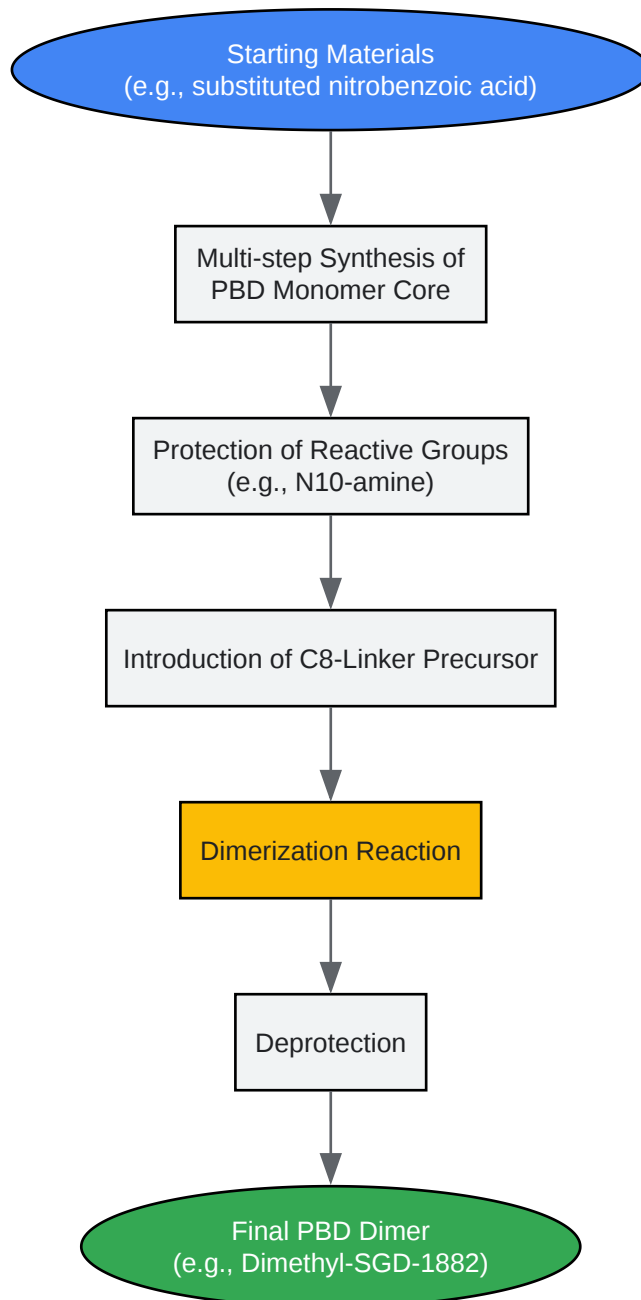 Starting Materials
(e.g., substituted nitrobenzoic acid)
Multi-step Synthesis of
PBD Monomer Core
Protection of Reactive Groups
(e.g., N10-amine)
Introduction of C8-Linker Precursor
Dimerization Reaction
Deprotection
Final PBD Dimer
(e.g., Dimethyl-SGD-1882)